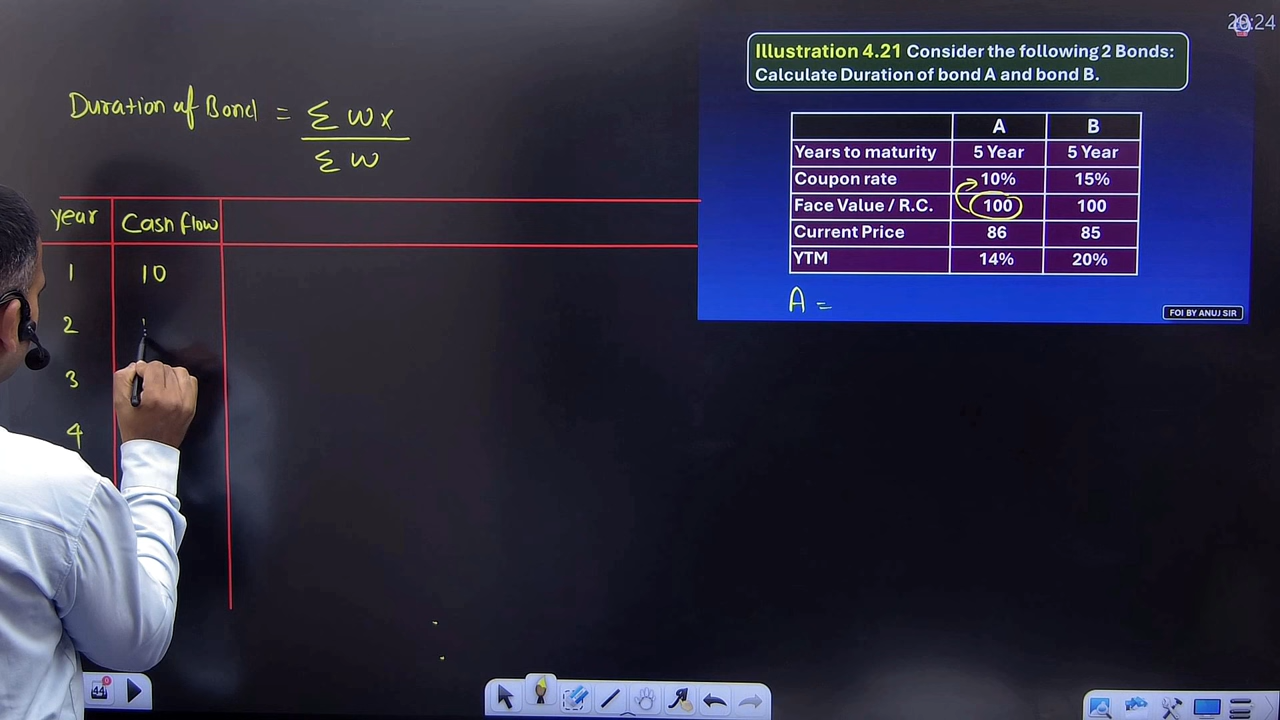 20:24
Illustration 4.21 Consider the following 2 Bonds:
Calculate Duration of bond A and bond B.
Duration of Bond = Σ wx
Σ w
A B
Years to maturity 5 Year 5 Year
Coupon rate 10% 15%
Face Value / R.C. 100 100
Current Price 86 85
YTM 14% 20%
A =
FOI BY ANUJ SIR
year Cash flow
1 10
2
3
4
44